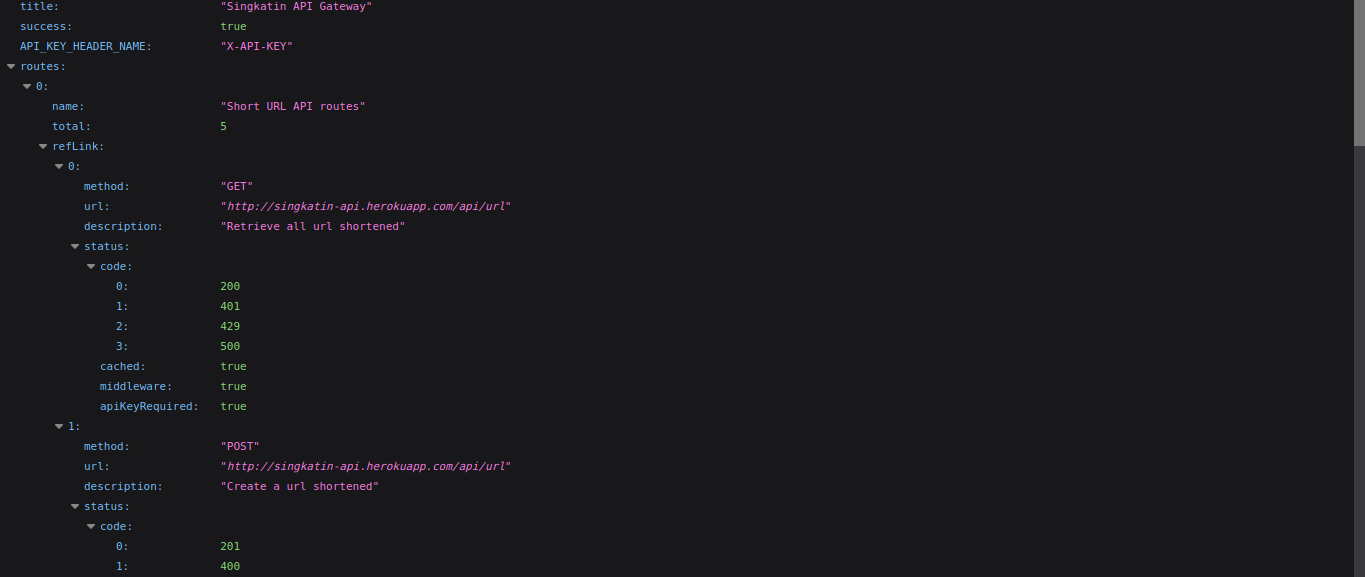 title: "Singkatin API Gateway"
success: true
API_KEY_HEADER_NAME: "X-API-KEY"
routes:
0:
name: "Short URL API routes"
total: 5
refLink:
0:
method: "GET"
url: "http://singkatin-api.herokuapp.com/api/url"
description: "Retrieve all url shortened"
status:
code:
0: 200
1: 401
2: 429
3: 500
cached: true
middleware: true
apiKeyRequired: true
1:
method: "POST"
url: "http://singkatin-api.herokuapp.com/api/url"
description: "Create a url shortened"
status:
code:
0: 201
1: 400